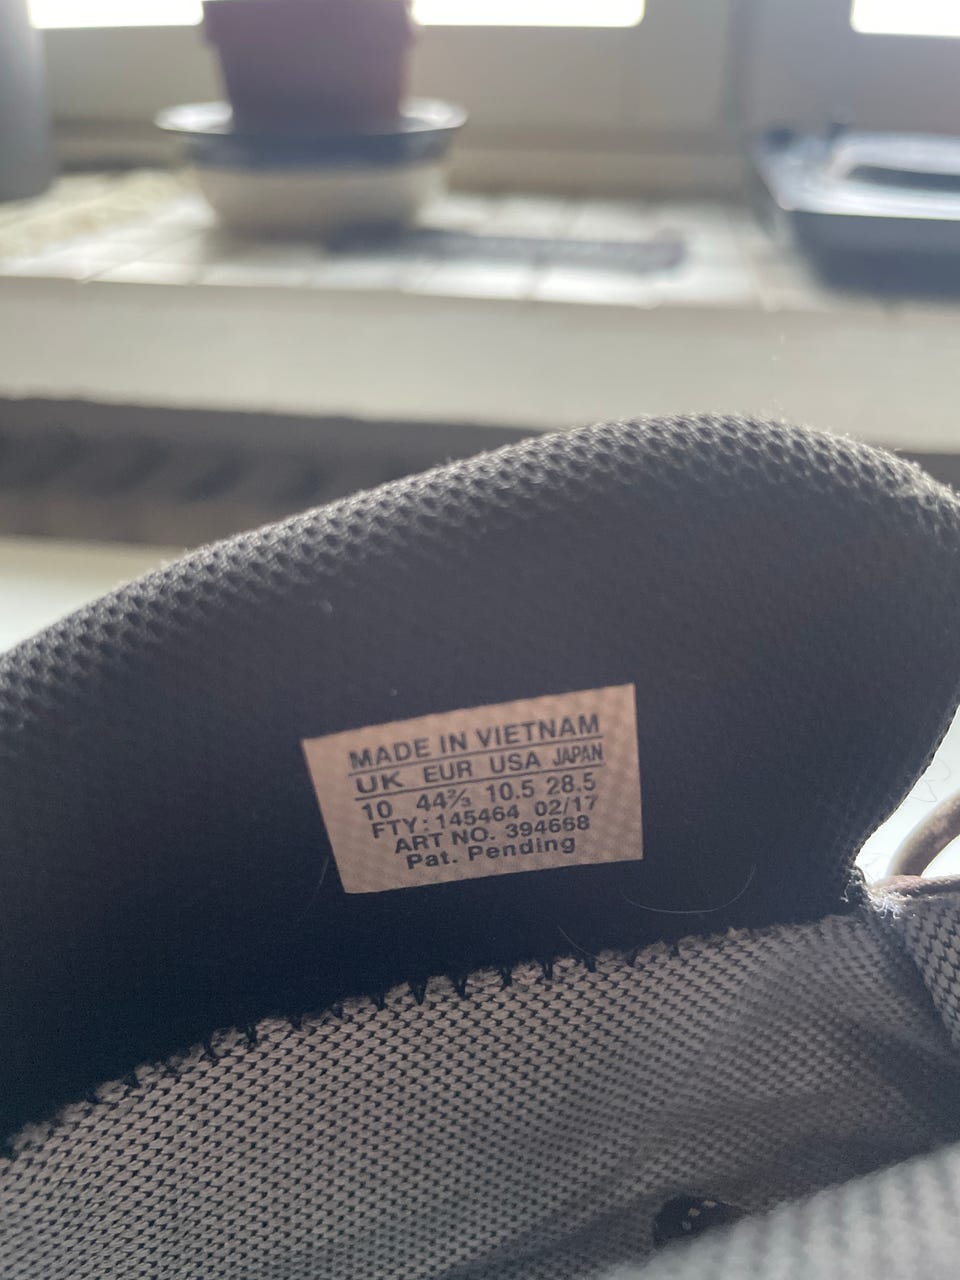 MADE IN VIETNAM
UK EUR USA JAPAN
10 44⅔ 10.5 28.5
FTY: 145464 02/17
ART NO. 394668
Pat. Pending